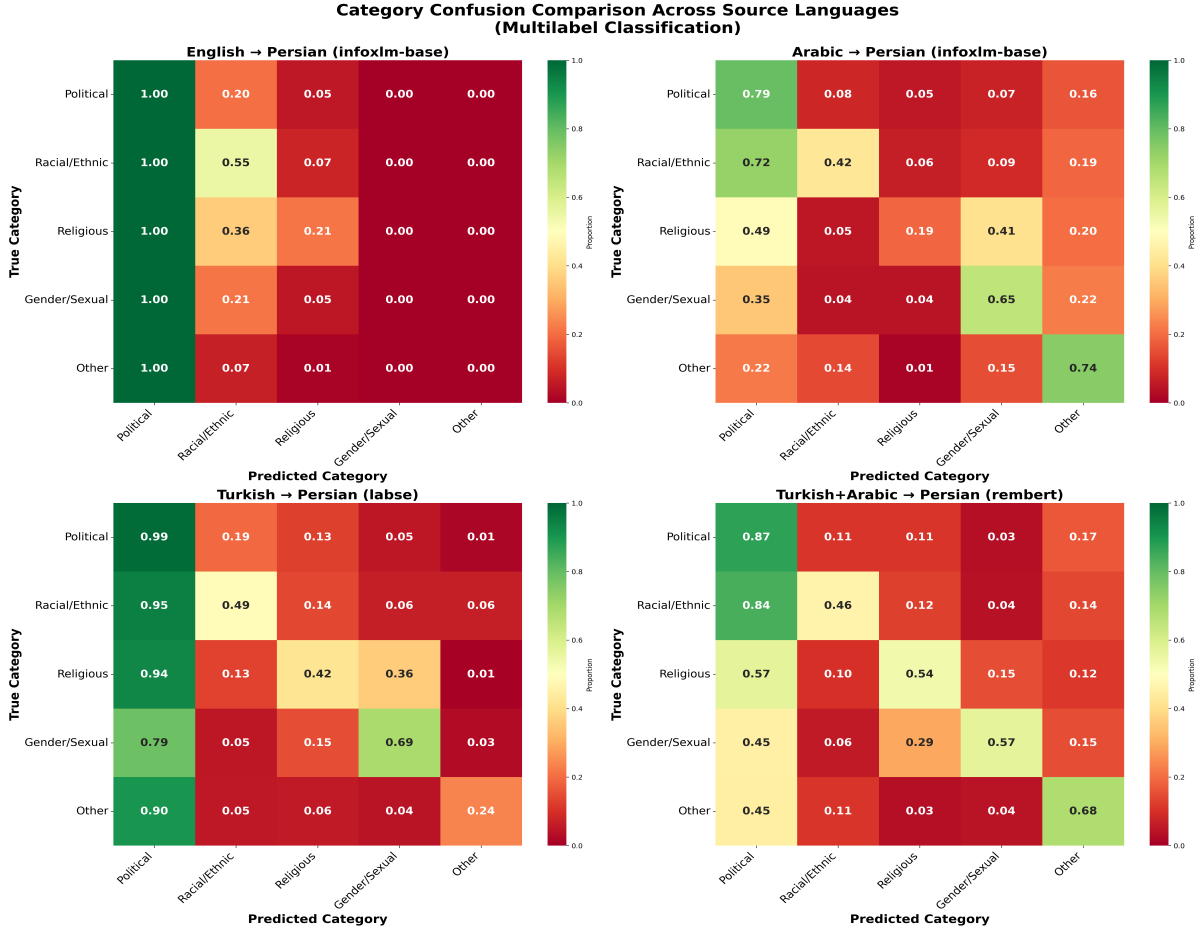 Category Confusion Comparison Across Source Languages
(Multilabel Classification)
English → Persian (infoxlm-base)
True Category
Political 1.00 0.20 0.05 0.00 0.00
Racial/Ethnic 1.00 0.55 0.07 0.00 0.00
Religious 1.00 0.36 0.21 0.00 0.00
Gender/Sexual 1.00 0.21 0.05 0.00 0.00
Other 1.00 0.07 0.01 0.00 0.00
Political Racial/Ethnic Religious Gender/Sexual Other
Predicted Category
1.0
0.8
0.6
0.4
0.2
0.0
Proportion
Arabic → Persian (infoxlm-base)
True Category
Political 0.79 0.08 0.05 0.07 0.16
Racial/Ethnic 0.72 0.42 0.06 0.09 0.19
Religious 0.49 0.05 0.19 0.41 0.20
Gender/Sexual 0.35 0.04 0.04 0.65 0.22
Other 0.22 0.14 0.01 0.15 0.74
Political Racial/Ethnic Religious Gender/Sexual Other
Predicted Category
1.0
0.8
0.6
0.4
0.2
0.0
Proportion
Turkish → Persian (labse)
True Category
Political 0.99 0.19 0.13 0.05 0.01
Racial/Ethnic 0.95 0.49 0.14 0.06 0.06
Religious 0.94 0.13 0.42 0.36 0.01
Gender/Sexual 0.79 0.05 0.15 0.69 0.03
Other 0.90 0.05 0.06 0.04 0.24
Political Racial/Ethnic Religious Gender/Sexual Other
Predicted Category
1.0
0.8
0.6
0.4
0.2
0.0
Proportion
Turkish+Arabic → Persian (rembert)
True Category
Political 0.87 0.11 0.11 0.03 0.17
Racial/Ethnic 0.84 0.46 0.12 0.04 0.14
Religious 0.57 0.10 0.54 0.15 0.12
Gender/Sexual 0.45 0.06 0.29 0.57 0.15
Other 0.45 0.11 0.03 0.04 0.68
Political Racial/Ethnic Religious Gender/Sexual Other
Predicted Category
1.0
0.8
0.6
0.4
0.2
0.0
Proportion